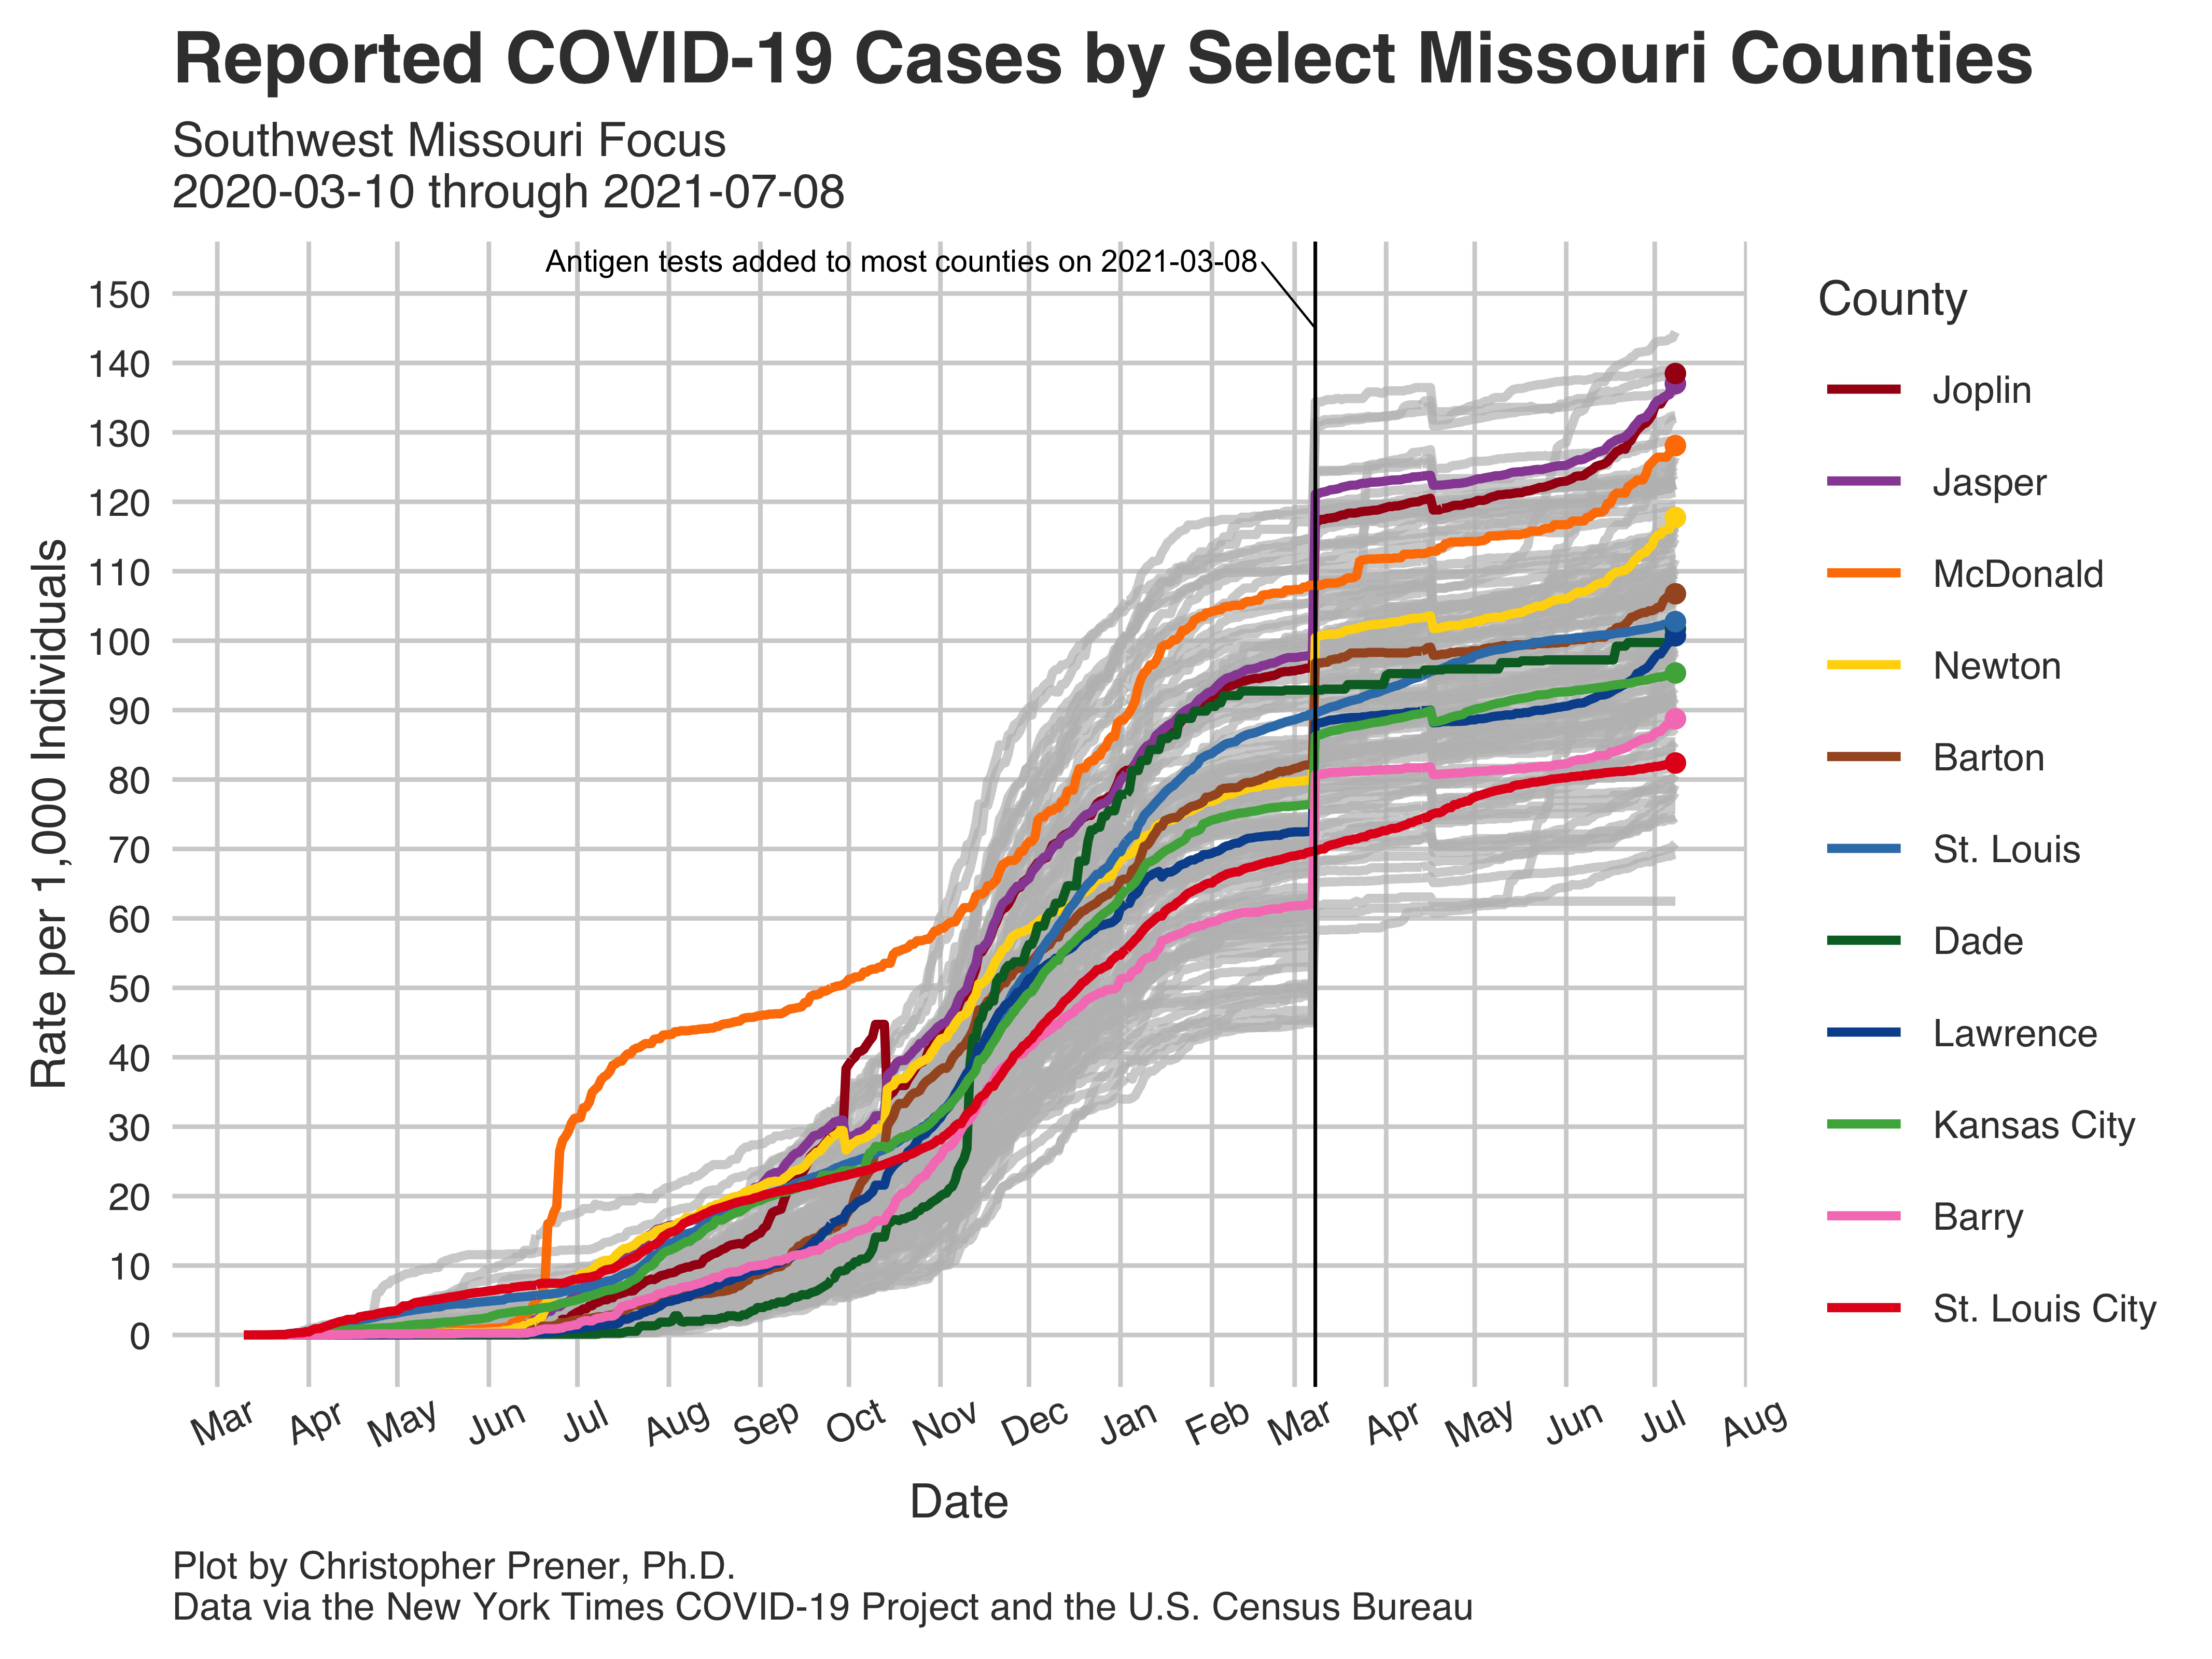 Reported COVID-19 Cases by Select Missouri Counties
Southwest Missouri Focus
2020-03-10 through 2021-07-08
Antigen tests added to most counties on 2021-03-08
Rate per 1,000 Individuals
150
140
130
120
110
100
90
80
70
60
50
40
30
20
10
0
Mar Apr May Jun Jul Aug Sep Oct Nov Dec Jan Feb Mar Apr May Jun Jul Aug
Date
County
Joplin
Jasper
McDonald
Newton
Barton
St. Louis
Dade
Lawrence
Kansas City
Barry
St. Louis City
Plot by Christopher Prener, Ph.D.
Data via the New York Times COVID-19 Project and the U.S. Census Bureau